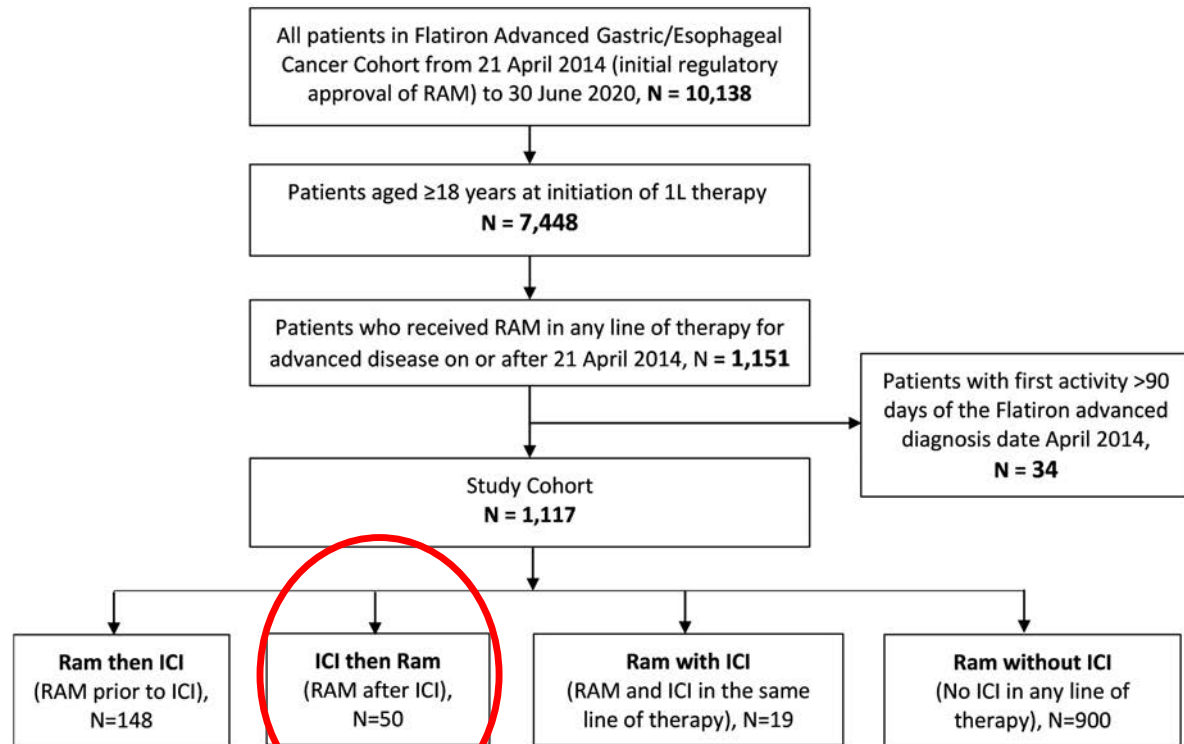 All patients in Flatiron Advanced Gastric/Esophageal
Cancer Cohort from 21 April 2014 (initial regulatory
approval of RAM) to 30 June 2020, N = 10,138
Patients aged ≥18 years at initiation of 1L therapy
N = 7,448
Patients who received RAM in any line of therapy for
advanced disease on or after 21 April 2014, N = 1,151
Patients with first activity >90
days of the Flatiron advanced
diagnosis date April 2014,
N = 34
Study Cohort
N = 1,117
Ram then ICI
(RAM prior to ICI),
N=148
ICI then Ram
(RAM after ICI),
N=50
Ram with ICI
(RAM and ICI in the same
line of therapy), N=19
Ram without ICI
(No ICI in any line of
therapy), N=900